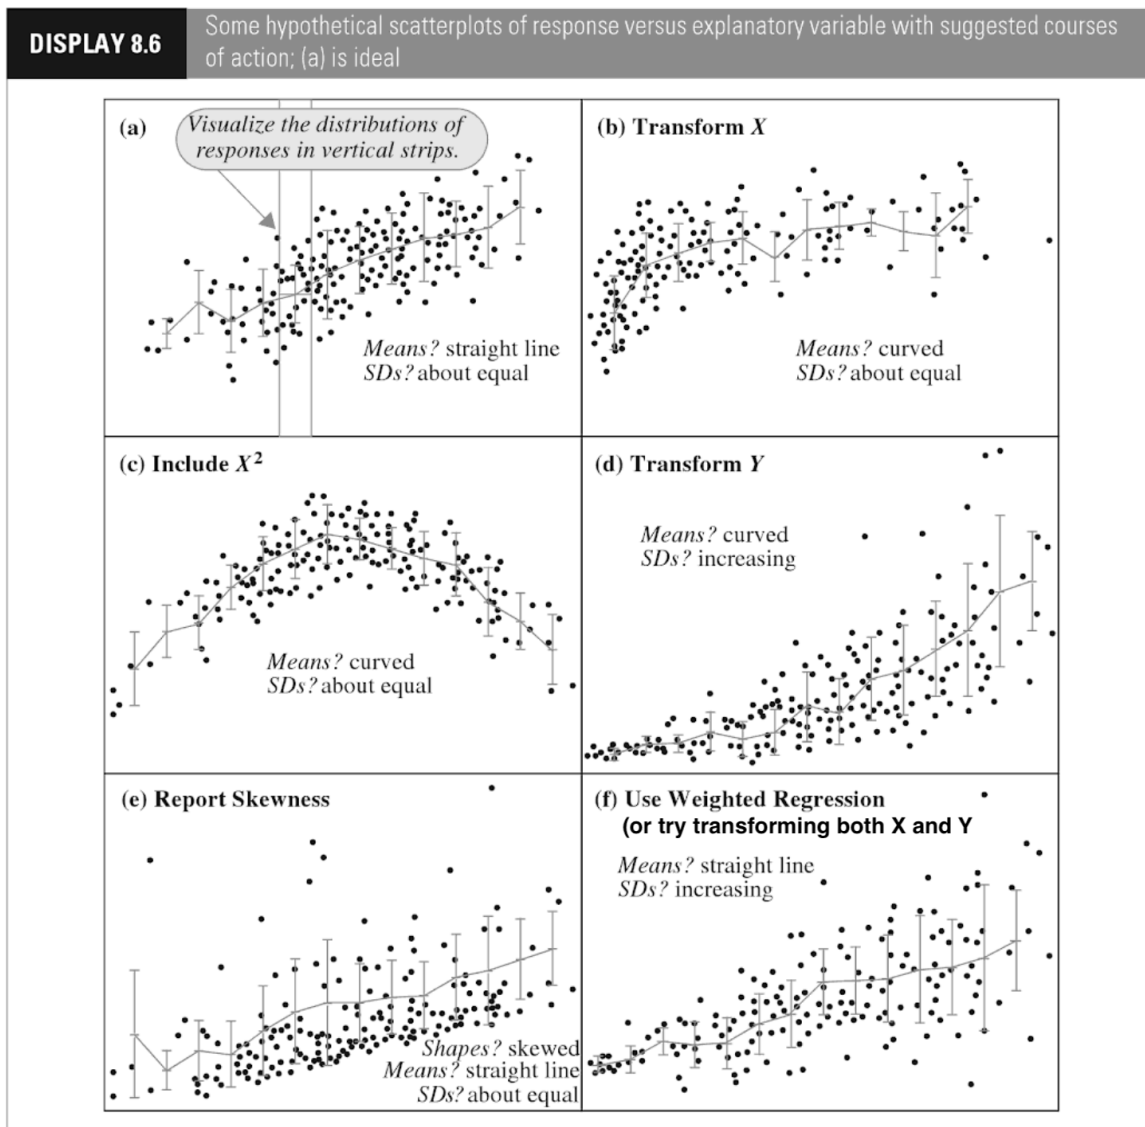 DISPLAY 8.6
Some hypothetical scatterplots of response versus explanatory variable with suggested courses
of action; (a) is ideal
(a)
Visualize the distributions of
responses in vertical strips.
Means? straight line
SDs? about equal
(b) Transform X
Means? curved
SDs? about equal
(c) Include X²
Means? curved
SDs? about equal
(d) Transform Y
Means? curved
SDs? increasing
(e) Report Skewness
Shapes? skewed
Means? straight line
SDs? about equal
(f) Use Weighted Regression
(or try transforming both X and Y
Means? straight line
SDs? increasing